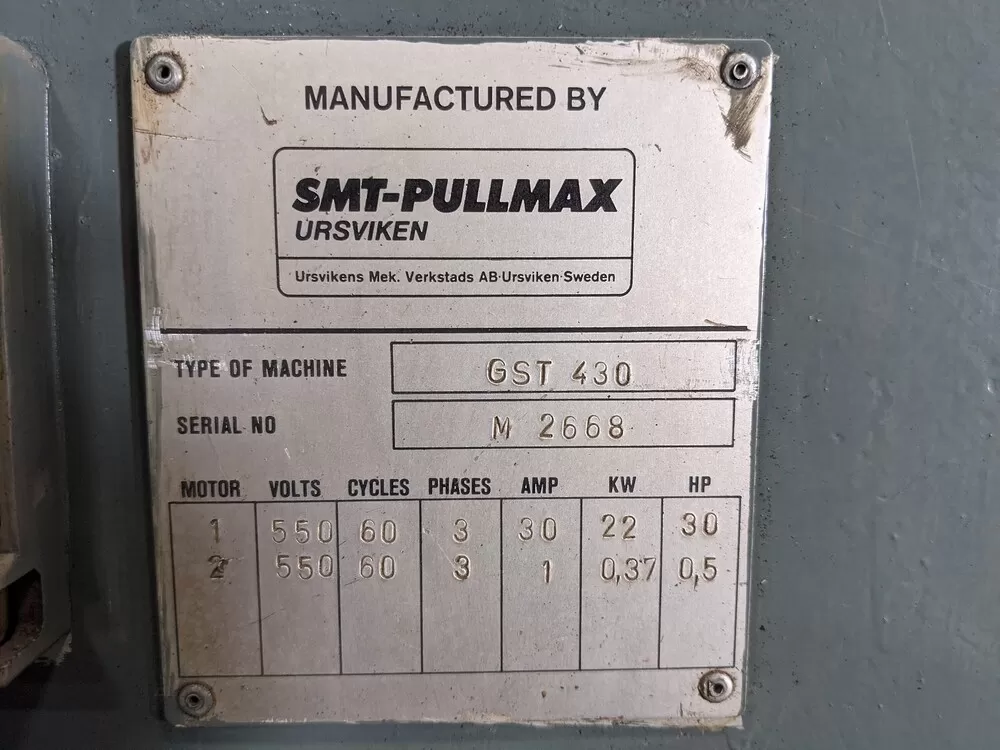 MANUFACTURED BY
SMT-PULLMAX
URSVIKEN
Ursvikens Mek. Verkstads AB·Ursviken·Sweden
TYPE OF MACHINE GST 430
SERIAL NO M 2668
MOTOR VOLTS CYCLES PHASES AMP KW HP
1 550 60 3 30 22 30
2 550 60 3 1 0,37 0,5